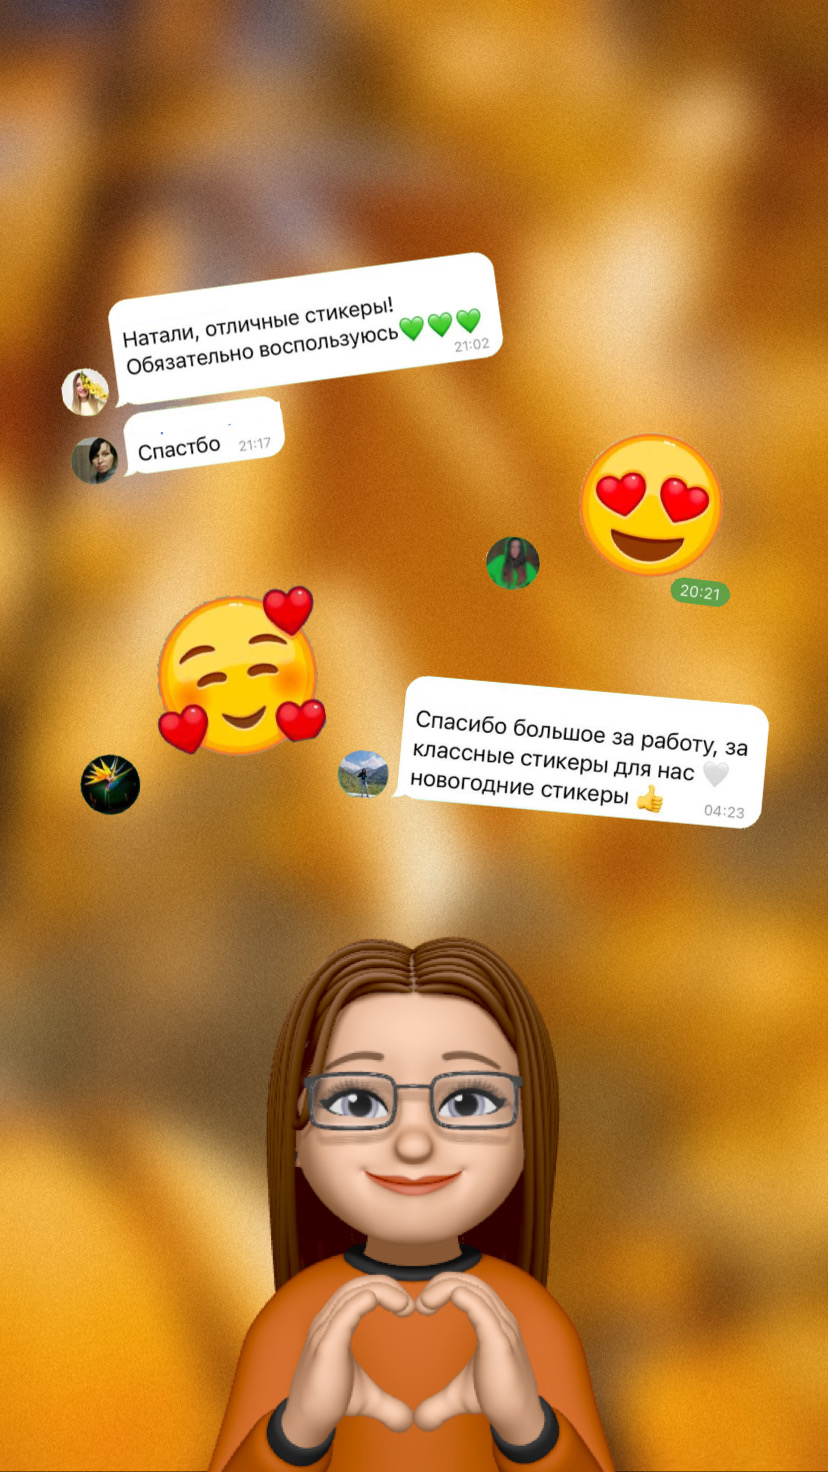 Натали, отличные стикеры!
Обязательно воспользуюсь💚💚💚
21:02
Спастбо 21:17
20:21
Спасибо большое за работу, за
классные стикеры для нас 🤍
новогодние стикеры 👍
04:23